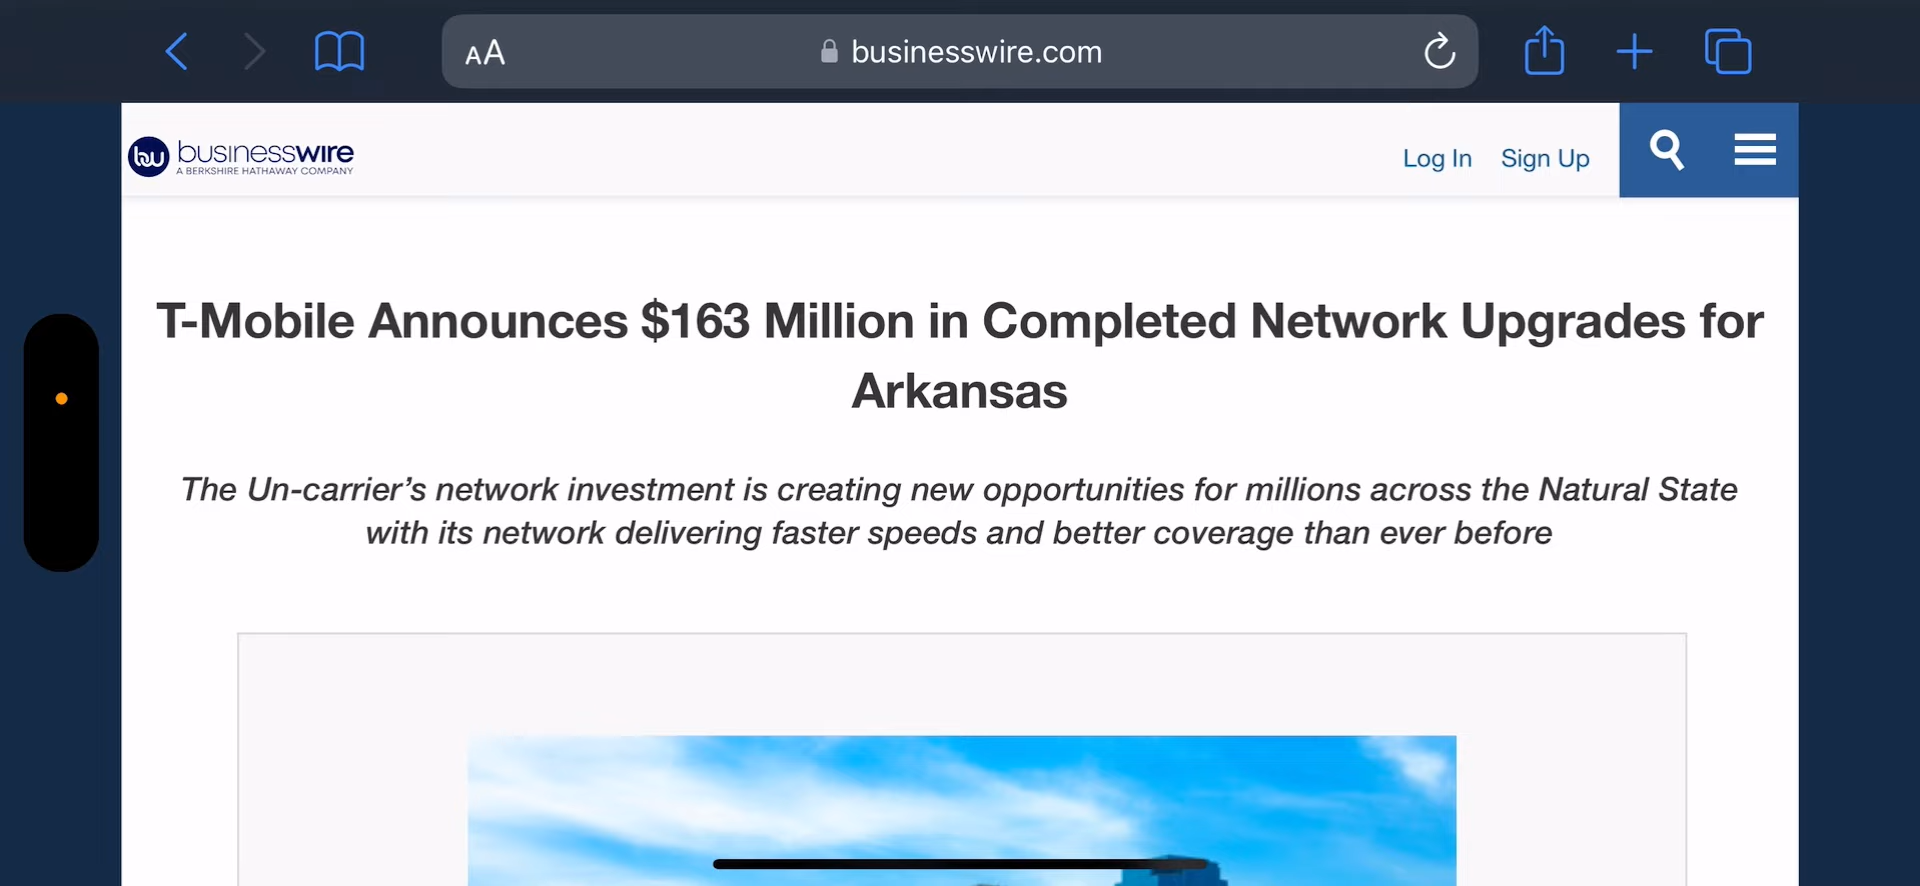 AA
businesswire.com
bw businesswire
A BERKSHIRE HATHAWAY COMPANY
Log In Sign Up
T-Mobile Announces $163 Million in Completed Network Upgrades for
Arkansas
The Un-carrier’s network investment is creating new opportunities for millions across the Natural State
with its network delivering faster speeds and better coverage than ever before